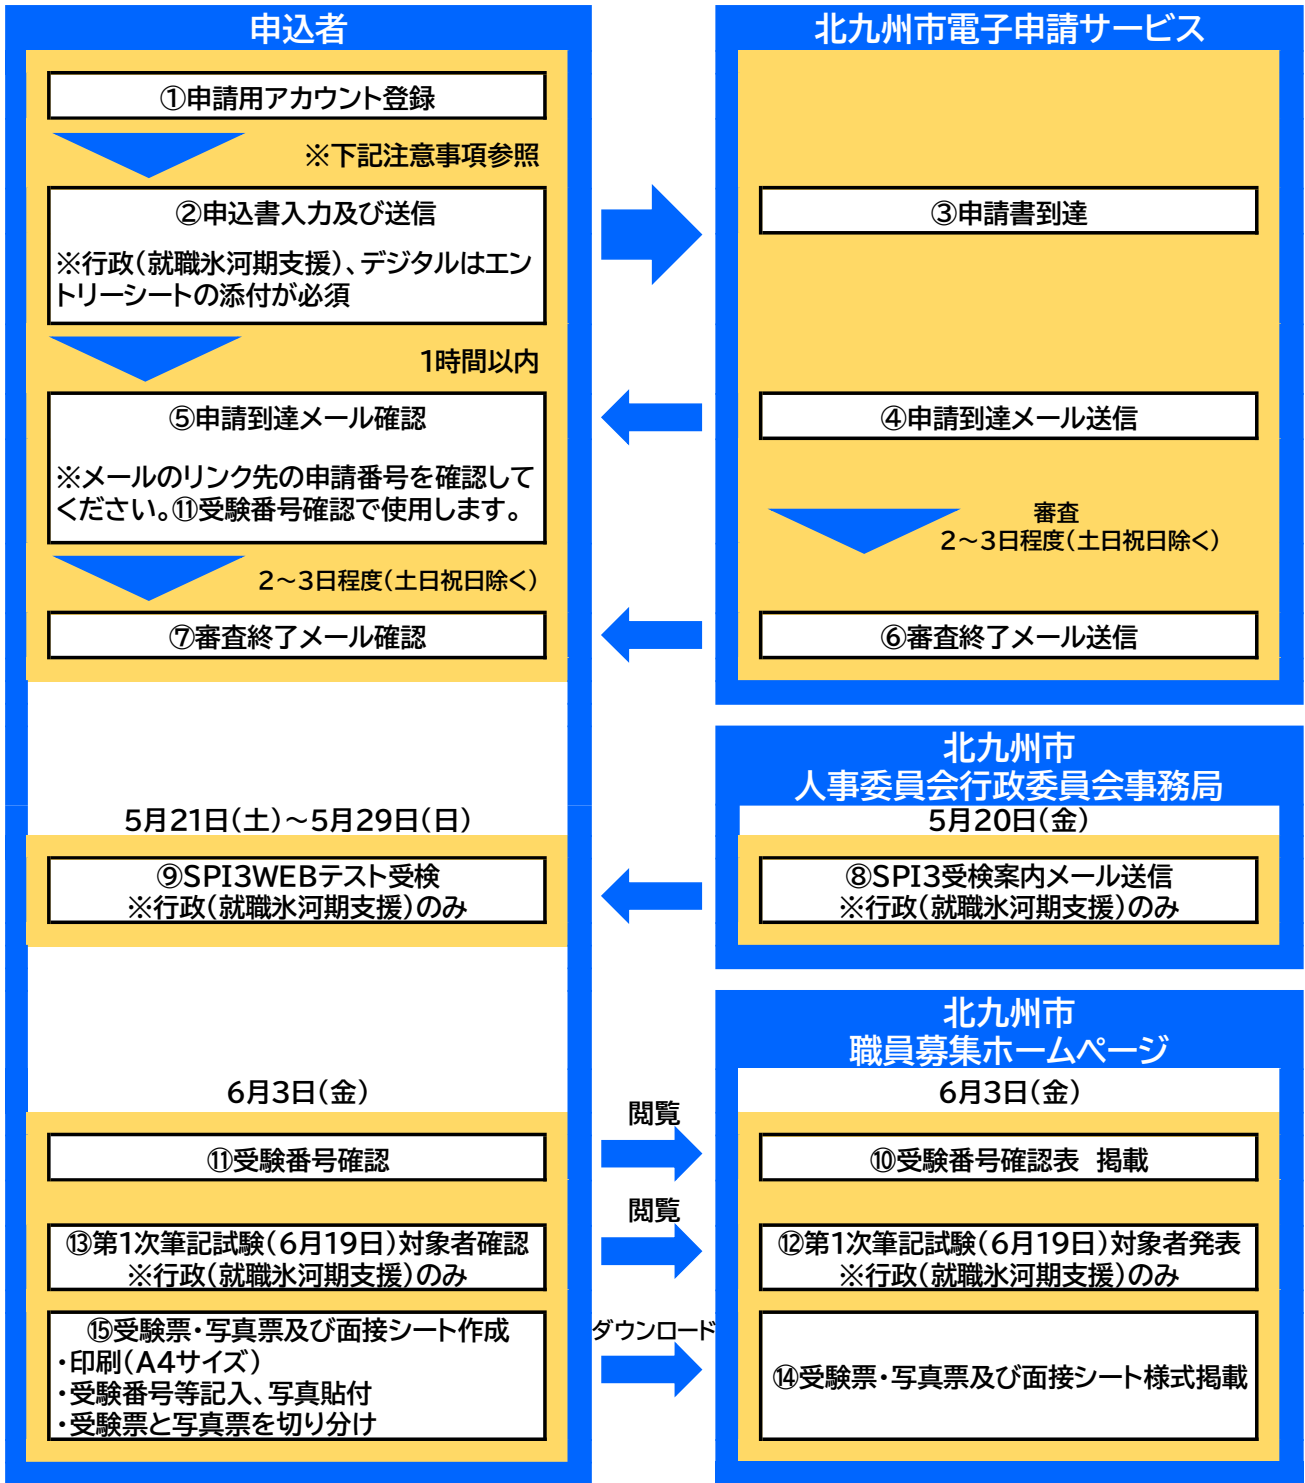 申込者
①申請用アカウント登録
※下記注意事項参照
②申込書入力及び送信
※行政(就職氷河期支援)、デジタルはエン
トリーシートの添付が必須
1時間以内
⑤申請到達メール確認
※メールのリンク先の申請番号を確認して
ください。⑪受験番号確認で使用します。
2～3日程度(土日祝日除く)
⑦審査終了メール確認
5月21日(土)～5月29日(日)
⑨SPI3WEBテスト受検
※行政(就職氷河期支援)のみ
6月3日(金)
⑪受験番号確認
⑬第1次筆記試験(6月19日)対象者確認
※行政(就職氷河期支援)のみ
⑮受験票・写真票及び面接シート作成
・印刷(A4サイズ)
・受験番号等記入、写真貼付
・受験票と写真票を切り分け
閲覧
閲覧
ダウンロード
北九州市電子申請サービス
③申請書到達
④申請到達メール送信
審査
2～3日程度(土日祝日除く)
⑥審査終了メール送信
北九州市
人事委員会行政委員会事務局
5月20日(金)
⑧SPI3受検案内メール送信
※行政(就職氷河期支援)のみ
北九州市
職員募集ホームページ
6月3日(金)
⑩受験番号確認表 掲載
⑫第1次筆記試験(6月19日)対象者発表
※行政(就職氷河期支援)のみ
⑭受験票・写真票及び面接シート様式掲載